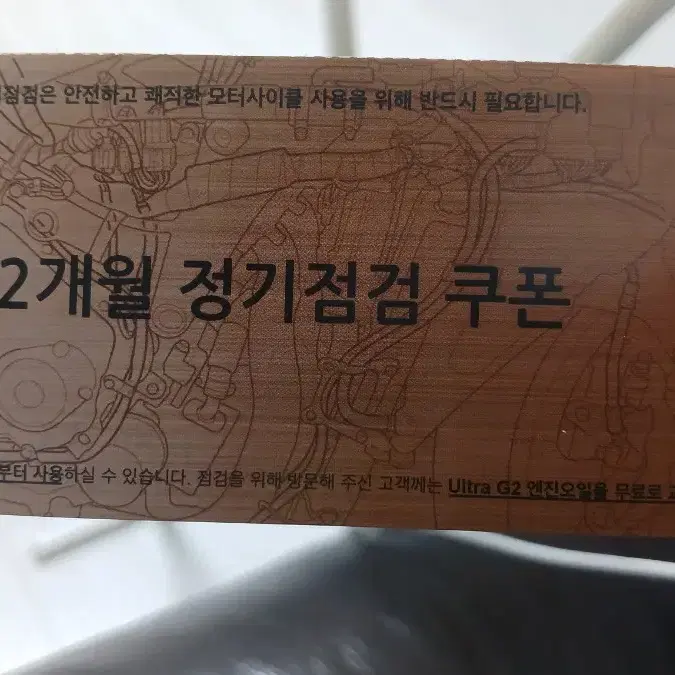 점검은 안전하고 쾌적한 모터사이클 사용을 위해 반드시 필요합니다.
2개월 정기점검 쿠폰
부터 사용하실 수 있습니다. 점검을 위해 방문해 주신 고객께는 Ultra G2 엔진오일을 무료로 교